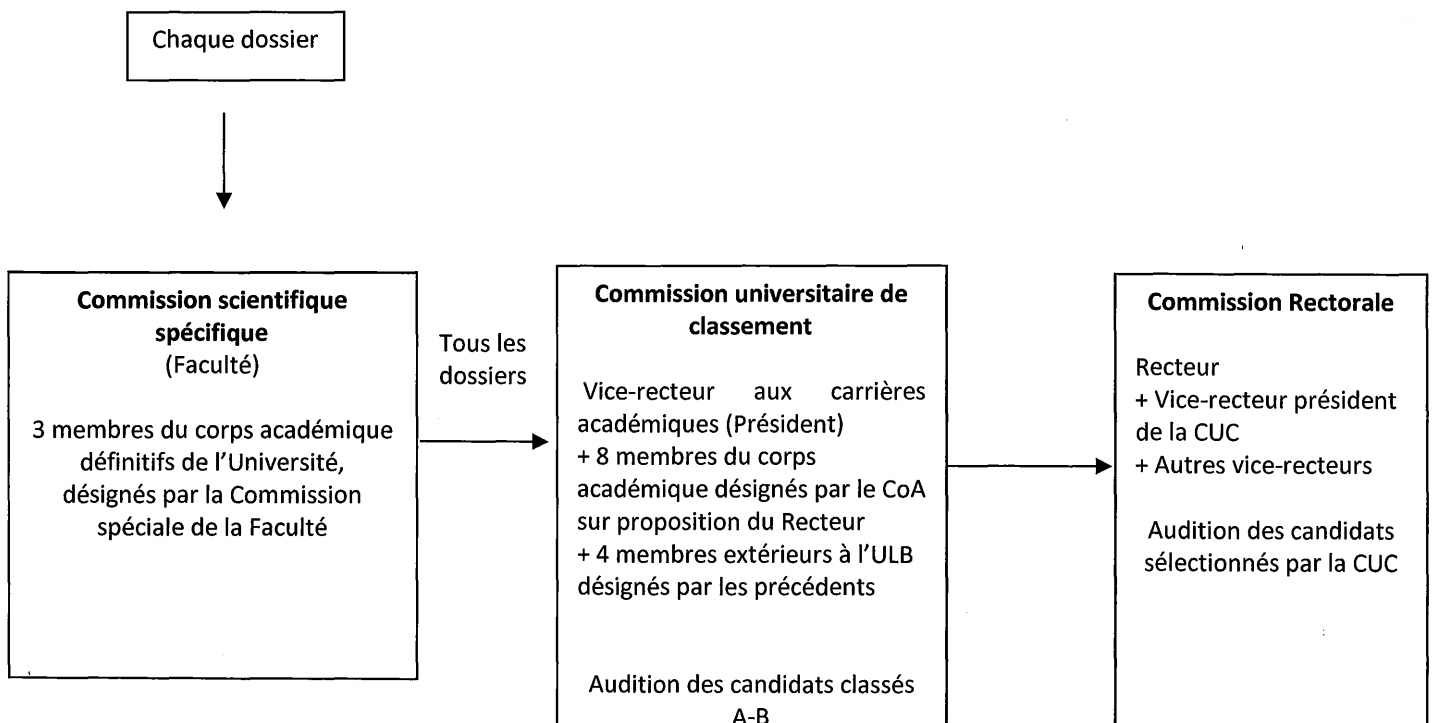 Chaque dossier
Commission scientifique
spécifique
(Faculté)
3 membres du corps académique
définitifs de l'Université,
désignés par la Commission
spéciale de la Faculté
Tous les
dossiers
Commission universitaire de
classement
Vice-recteur aux carrières
académiques (Président)
+ 8 membres du corps
académique désignés par le CoA
sur proposition du Recteur
+ 4 membres extérieurs à l'ULB
désignés par les précédents
Audition des candidats classés
A-B
Commission Rectorale
Recteur
+ Vice-recteur président
de la CUC
+ Autres vice-recteurs
Audition des candidats
sélectionnés par la CUC